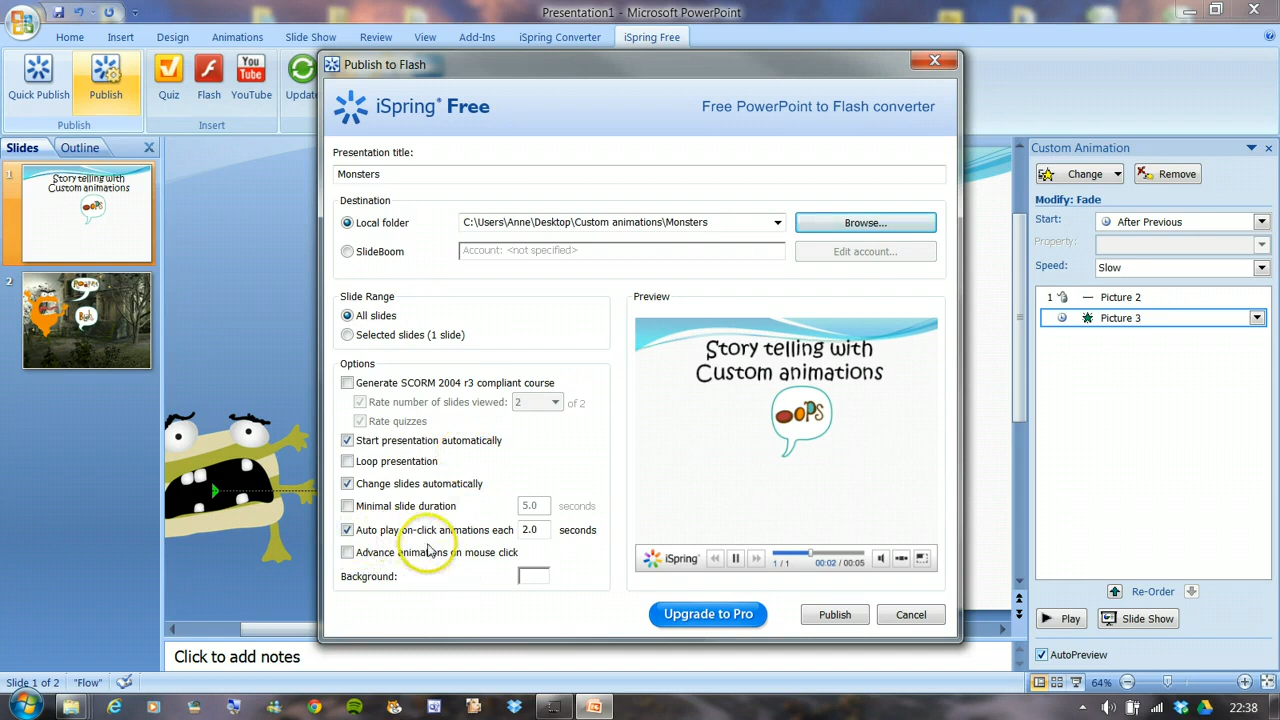 Presentation1 - Microsoft PowerPoint
Home Insert Design Animations Slide Show Review View Add-Ins iSpring Converter iSpring Free
Quick Publish Publish Quiz Flash YouTube
You Tube
Publish Insert
Publish to Flash
iSpring® Free
Free PowerPoint to Flash converter
Presentation title:
Monsters
Destination
Local folder C:\Users\Anne\Desktop\Custom animations\Monsters Browse...
SlideBoom Account: <not specified> Edit account...
Slide Range
All slides
Selected slides (1 slide)
Options
Generate SCORM 2004 r3 compliant course
Rate number of slides viewed: 2 of 2
Rate quizzes
Start presentation automatically
Loop presentation
Change slides automatically
Minimal slide duration 5.0 seconds
Auto play on-click animations each 2.0 seconds
Advance animations on mouse click
Background:
Preview
Story telling with
Custom animations
OOPS
iSpring 1 / 1 00:02 / 00:05
Upgrade to Pro Publish Cancel
Slides Outline
1
Story telling with
Custom animations
OOPS
2
Custom Animation
Change Remove
Modify: Fade
Start: After Previous
Property:
Speed: Slow
1 Picture 2
Picture 3
Re-Order
Play Slide Show
AutoPreview
Click to add notes
Slide 1 of 2 "Flow" 64%
22:38